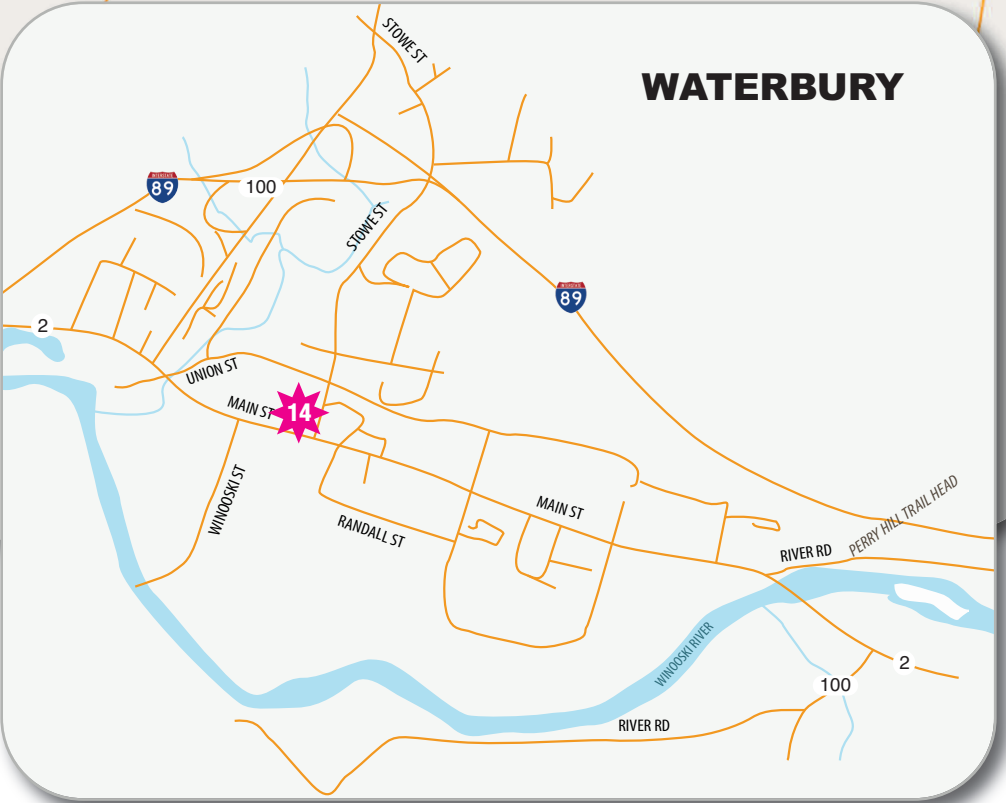 STOWE ST
WATERBURY
89
100
STOWE ST
89
2
UNION ST
MAIN ST
14
WINOOSKI ST
MAIN ST
RANDALL ST
PERRY HILL TRAIL HEAD
RIVER RD
WINOOSKI RIVER
2
100
RIVER RD